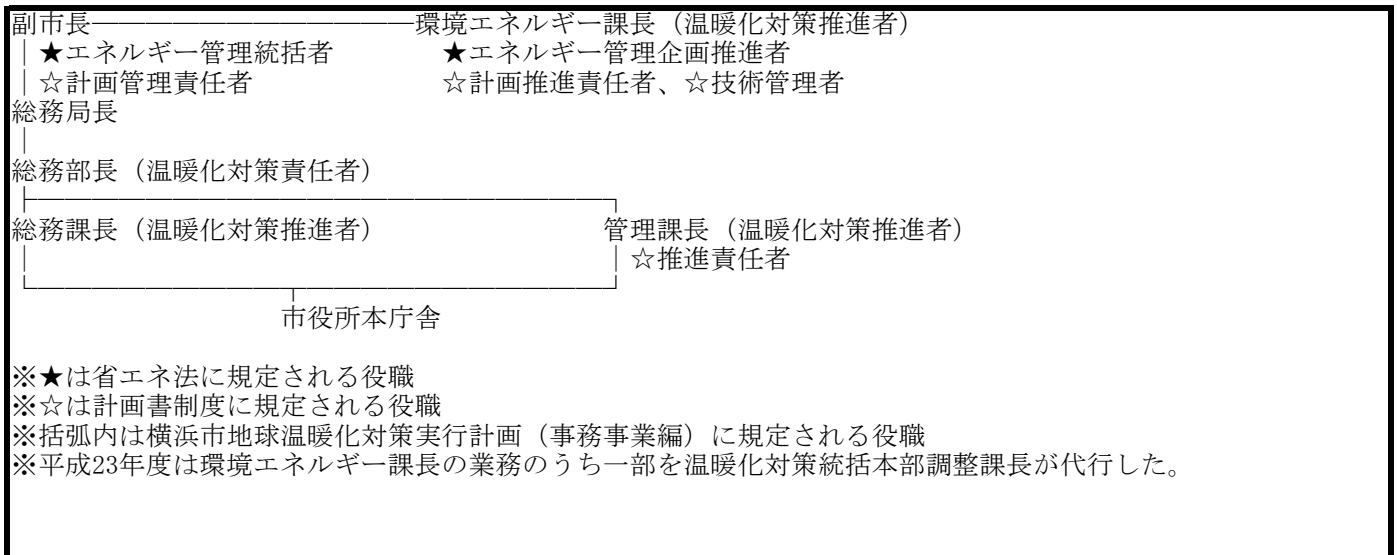 副市長――――――――――――環境エネルギー課長（温暖化対策推進者）
｜★エネルギー管理統括者　　　　★エネルギー管理企画推進者
｜☆計画管理責任者　　　　　　　☆計画推進責任者、☆技術管理者
総務局長
｜
総務部長（温暖化対策責任者）
├―――――――――――――――――――――┐
総務課長（温暖化対策推進者）　　　　　　　　　管理課長（温暖化対策推進者）
｜　　　　　　　　　　　　　　　　　　　　　｜☆推進責任者
└―――――――――┬―――――――――――┘
市役所本庁舎
※★は省エネ法に規定される役職
※☆は計画書制度に規定される役職
※括弧内は横浜市地球温暖化対策実行計画（事務事業編）に規定される役職
※平成23年度は環境エネルギー課長の業務のうち一部を温暖化対策統括本部調整課長が代行した。